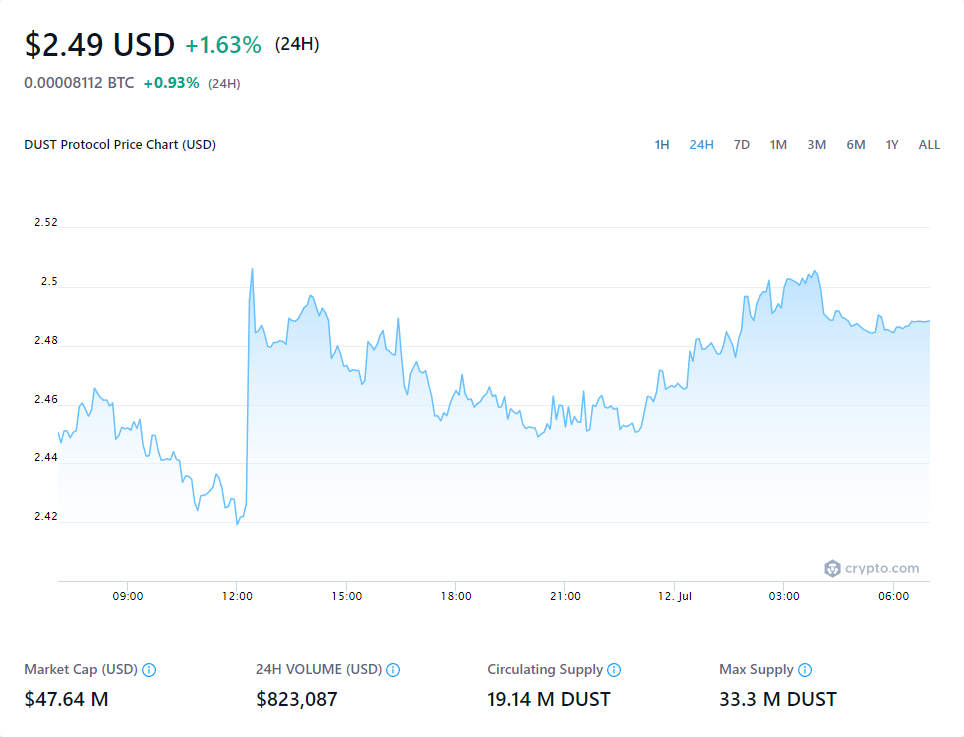 $2.49 USD +1.63% (24H)
0.00008112 BTC +0.93% (24H)
DUST Protocol Price Chart (USD) 1H 24H 7D 1M 3M 6M 1Y ALL
2.52
2.5
2.48
2.46
2.44
2.42
crypto.com
09:00 12:00 15:00 18:00 21:00 12. Jul 03:00 06:00
Market Cap (USD) 24H VOLUME (USD) Circulating Supply Max Supply
$47.64 M $823,087 19.14 M DUST 33.3 M DUST